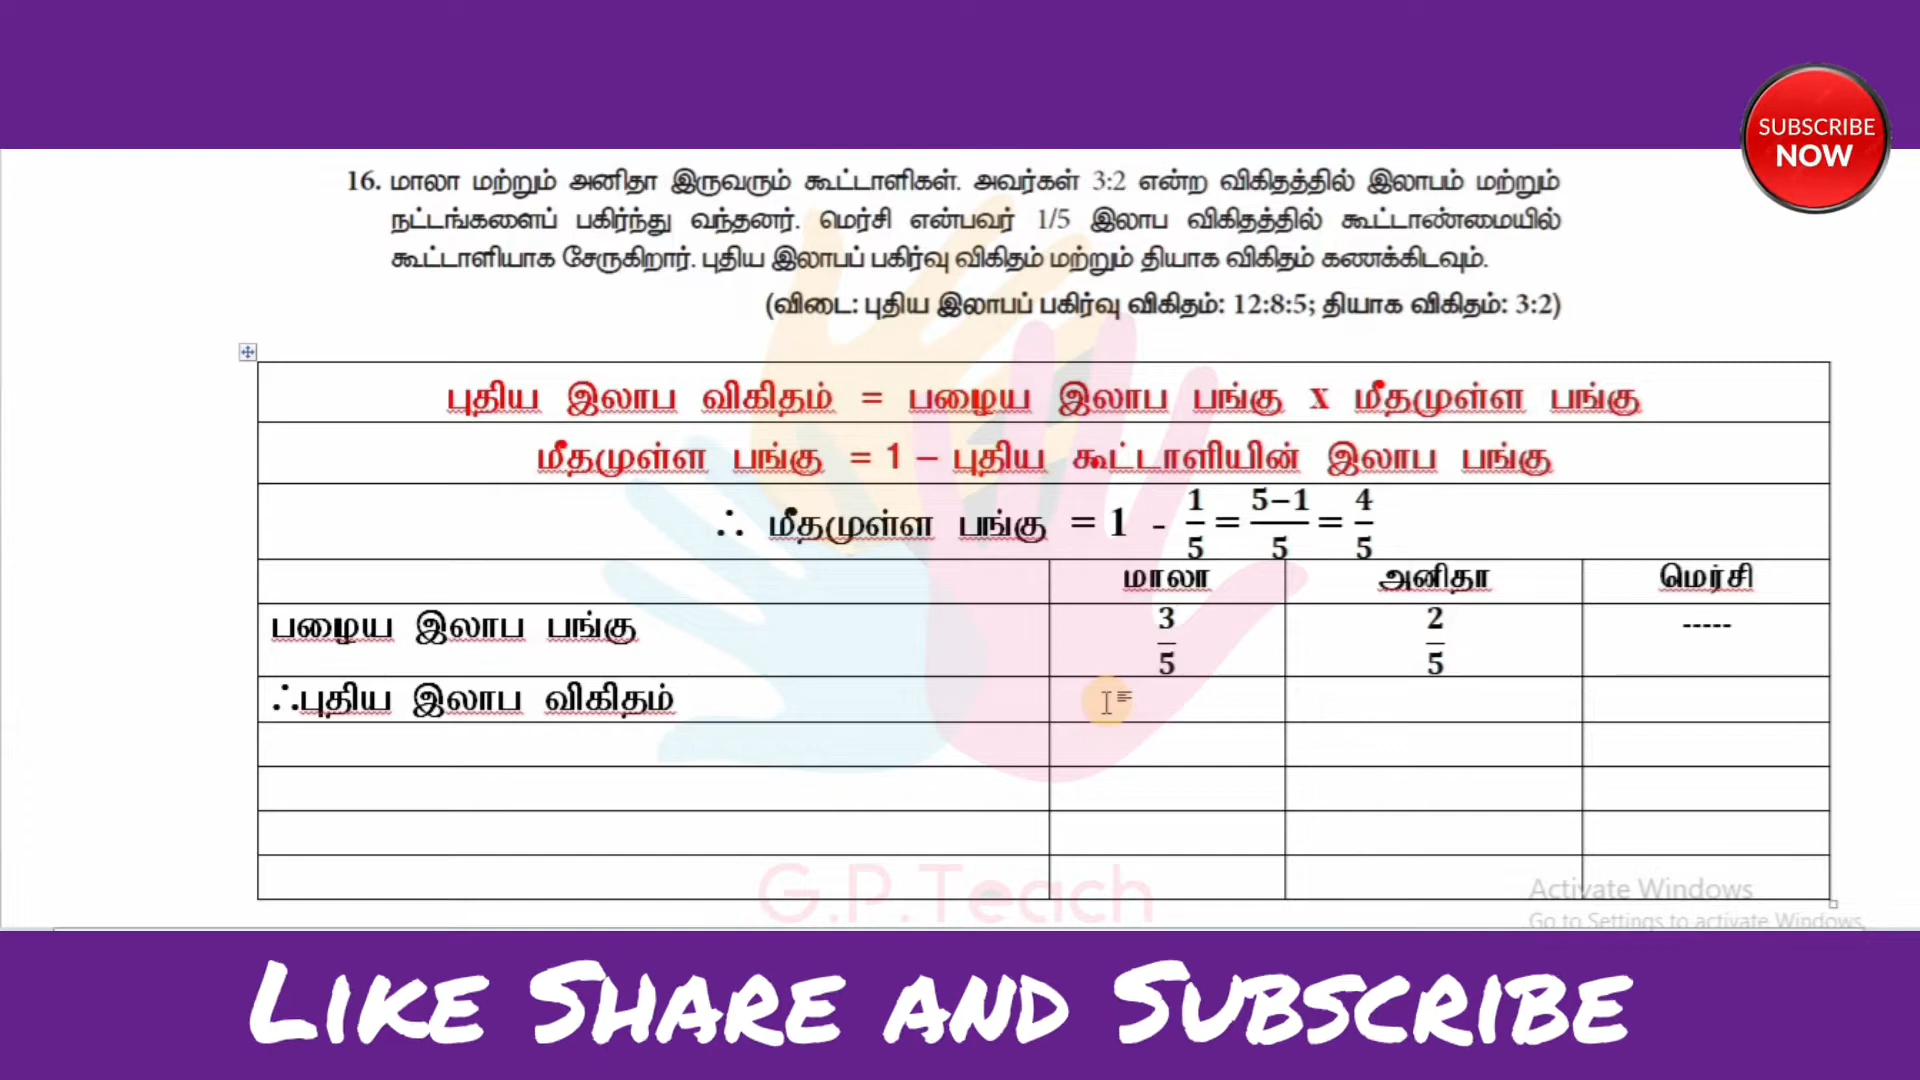 SUBSCRIBE
NOW
16. மாலா மற்றும் அனிதா இருவரும் கூட்டாளிகள். அவர்கள் 3:2 என்ற விகிதத்தில் இலாபம் மற்றும்
நட்டங்களைப் பகிர்ந்து வந்தனர். மெர்சி என்பவர் 1/5 இலாப விகிதத்தில் கூட்டாண்மையில்
கூட்டாளியாக சேருகிறார். புதிய இலாபப் பகிர்வு விகிதம் மற்றும் தியாக விகிதம் கணக்கிடவும்.
(விடை: புதிய இலாபப் பகிர்வு விகிதம்: 12:8:5; தியாக விகிதம்: 3:2)
புதிய இலாப விகிதம் = பழைய இலாப பங்கு x மீதமுள்ள பங்கு
மீதமுள்ள பங்கு = 1 – புதிய கூட்டாளியின் இலாப பங்கு
∴ மீதமுள்ள பங்கு = 1 - 1/5 = 5−1/5 = 4/5
மாலா அனிதா மெர்சி
பழைய இலாப பங்கு 3/5 2/5 -----
∴புதிய இலாப விகிதம்
G.P.Teach
Activate Windows
Go to Settings to activate Windows.
LIKE SHARE AND SUBSCRIBE